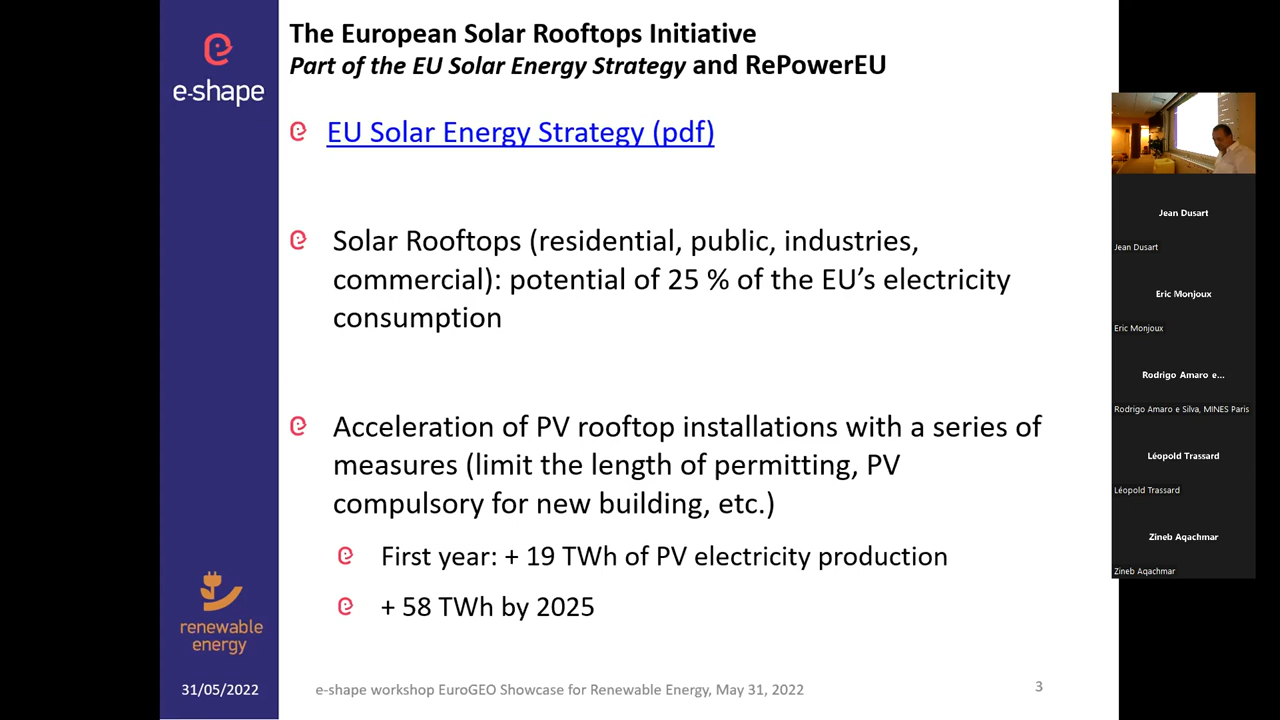 The European Solar Rooftops Initiative
Part of the EU Solar Energy Strategy and RePowerEU
e-shape
EU Solar Energy Strategy (pdf)
Solar Rooftops (residential, public, industries,
commercial): potential of 25 % of the EU’s electricity
consumption
Acceleration of PV rooftop installations with a series of
measures (limit the length of permitting, PV
compulsory for new building, etc.)
First year: + 19 TWh of PV electricity production
+ 58 TWh by 2025
renewable
energy
31/05/2022
e-shape workshop EuroGEO Showcase for Renewable Energy, May 31, 2022
3
Jean Dusart
Jean Dusart
Eric Monjoux
Eric Monjoux
Rodrigo Amaro e...
Rodrigo Amaro e Silva, MINES Paris
Léopold Trassard
Léopold Trassard
Zineb Aqachmar
Zineb Aqachmar